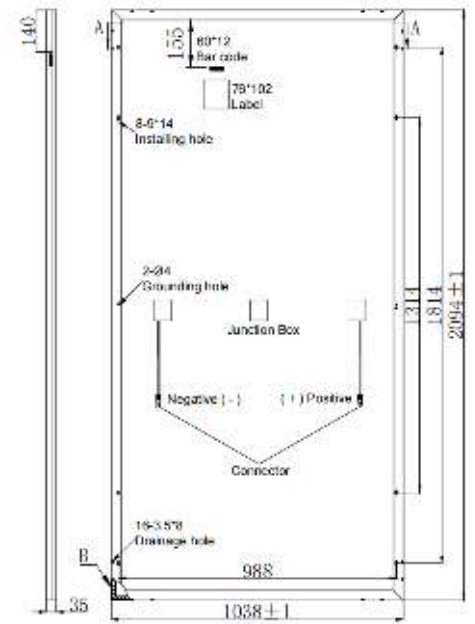 140
A
A
155
60*12
Bar code
76*102
Label
8-9*14
Installing hole
2-Ø4
Grounding hole
1314
1814
2094±1
Junction Box
Negative ( - )
( + ) Positive
Connector
16-3.5*8
Drainage hole
B
988
35
1038±1